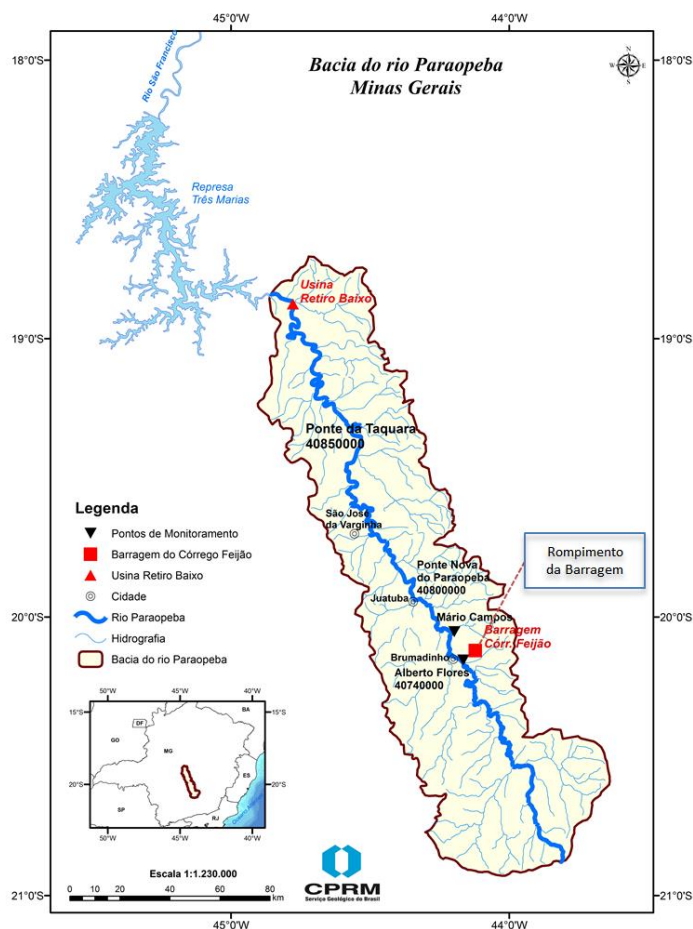 45°O'W
44°O'W
Bacia do rio Paraopeba
Minas Gerais
N
W
E
S
18°0'S
18°0'S
Rio São Francisco
Represa
Três Marias
Usina
Retiro Baixo
19°0'S
19°0'S
Ponte da Taquara
40850000
São José
da Varginha
Ponte Nova
do Paraopeba
40800000
Juatuba
Mário Campos
Barragem
Córr. Feijão
Rompimento
da Barragem
20°0'S
20°0'S
Brumadinho
Alberto Flores
40740000
Legenda
Pontos de Monitoramento
Barragem do Córrego Feijão
Usina Retiro Baixo
Cidade
Rio Paraopeba
Hidrografia
Bacia do rio Paraopeba
50°W
45°W
40°W
15°S
15°S
BA
DF
GO
MG
ES
20°S
20°S
SP
RJ
50°W
45°W
40°W
Escala 1:1.230.000
0 10 20 40 60 80
km
CPRM
Serviço Geológico do Brasil
21°0'S
21°0'S
45°0'W
44°0'W